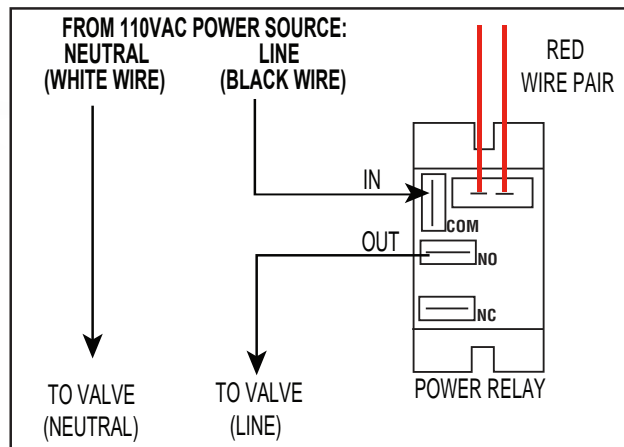 FROM 110VAC POWER SOURCE:
NEUTRAL
(WHITE WIRE)
LINE
(BLACK WIRE)
RED
WIRE PAIR
IN
COM
OUT
NO
NC
TO VALVE
(NEUTRAL)
TO VALVE
(LINE)
POWER RELAY